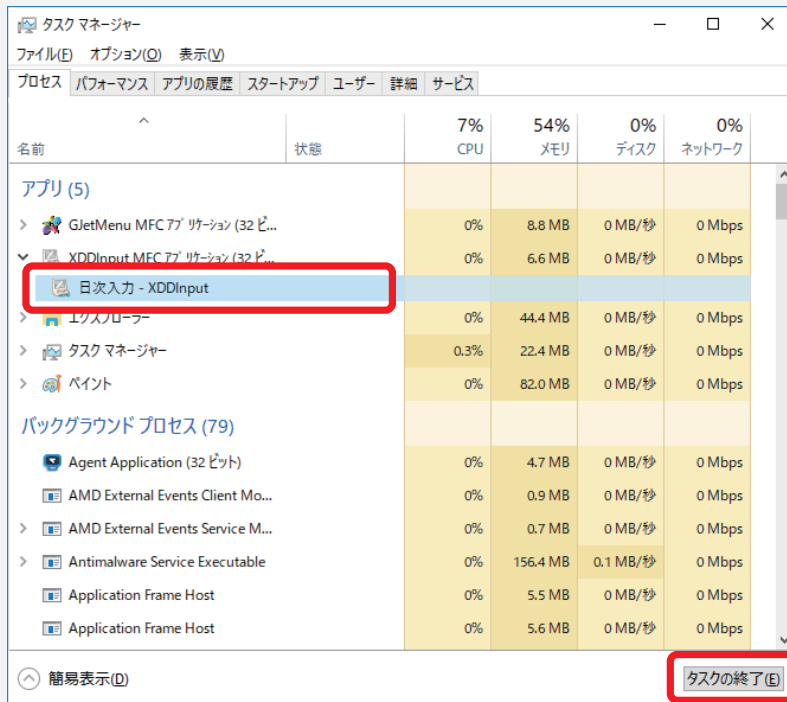 タスク マネージャー
ファイル(F) オプション(O) 表示(V)
プロセス パフォーマンス アプリの履歴 スタートアップ ユーザー 詳細 サービス
7% 54% 0% 0%
名前 状態 CPU メモリ ディスク ネットワーク
アプリ (5)
GJetMenu MFC アプリケーション (32 ビ... 0% 8.8 MB 0 MB/秒 0 Mbps
XDDInput MFC アプリケーション (32 ビ... 0% 6.6 MB 0 MB/秒 0 Mbps
日次入力 - XDDInput
エクスプローラー 0% 44.4 MB 0 MB/秒 0 Mbps
タスク マネージャー 0.3% 22.4 MB 0 MB/秒 0 Mbps
ペイント 0% 82.0 MB 0 MB/秒 0 Mbps
バックグラウンド プロセス (79)
Agent Application (32 ビット) 0% 4.7 MB 0 MB/秒 0 Mbps
AMD External Events Client Mo... 0% 0.9 MB 0 MB/秒 0 Mbps
AMD External Events Service M... 0% 0.7 MB 0 MB/秒 0 Mbps
Antimalware Service Executable 0% 156.4 MB 0.1 MB/秒 0 Mbps
Application Frame Host 0% 5.5 MB 0 MB/秒 0 Mbps
Application Frame Host 0% 5.6 MB 0 MB/秒 0 Mbps
簡易表示(D) タスクの終了(E)